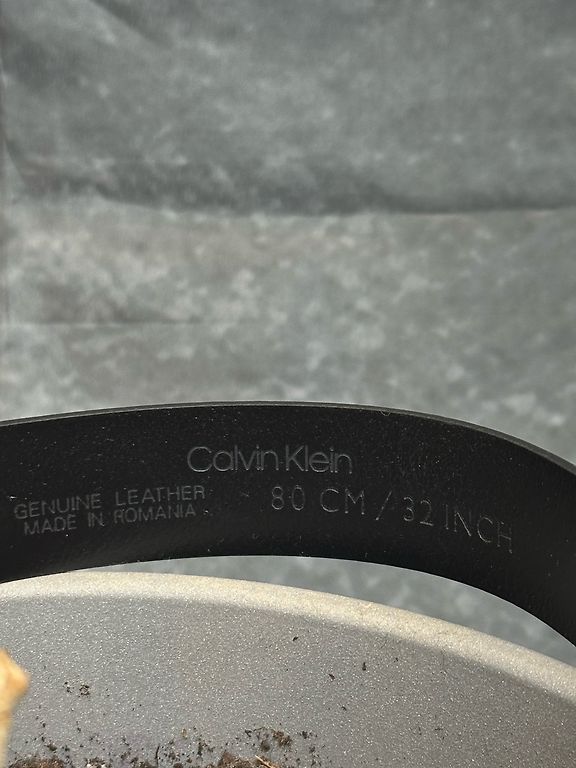 Calvin Klein
GENUINE LEATHER
MADE IN ROMANIA
80 CM / 32 INCH